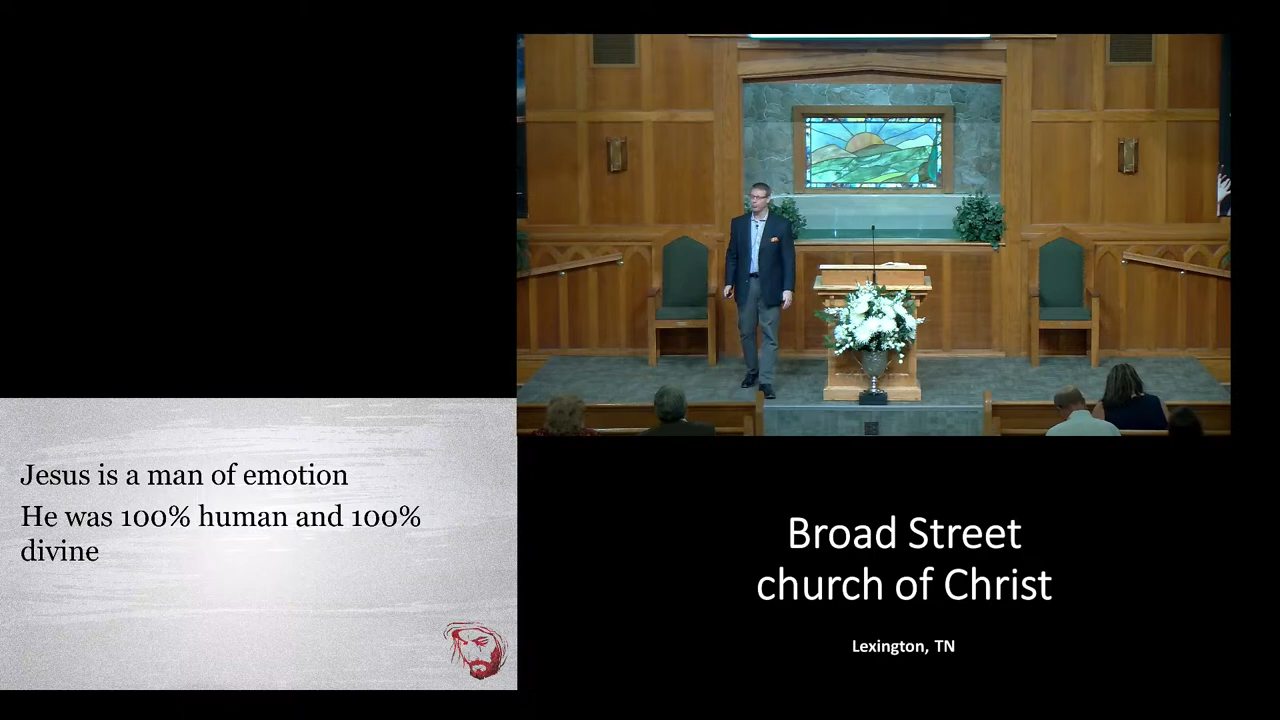 Jesus is a man of emotion
He was 100% human and 100%
divine
Broad Street
church of Christ
Lexington, TN